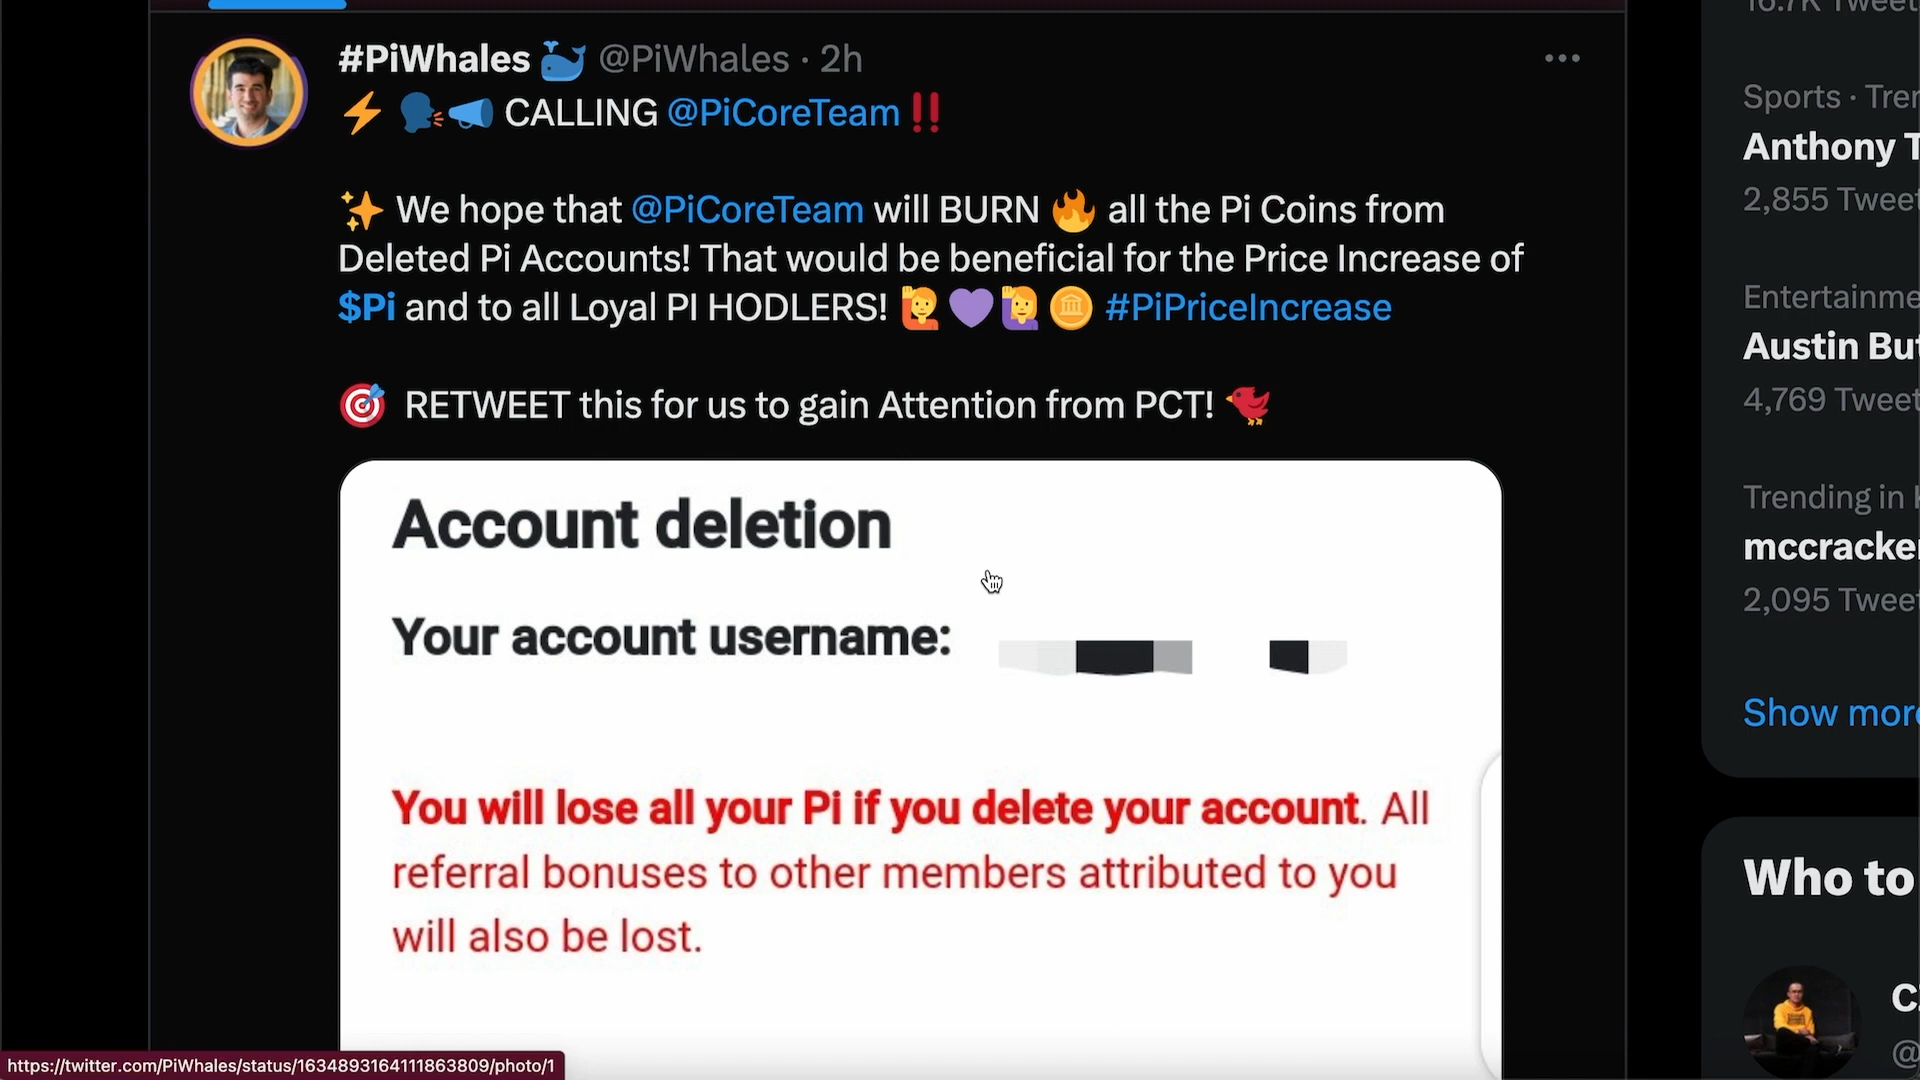 #PiWhales 🐳 @PiWhales · 2h
⚡ 🗣️📣 CALLING @PiCoreTeam ‼️
✨ We hope that @PiCoreTeam will BURN 🔥 all the Pi Coins from
Deleted Pi Accounts! That would be beneficial for the Price Increase of
$Pi and to all Loyal PI HODLERS! 🙋‍♂️💜🙋‍♀️🪙 #PiPriceIncrease
🎯 RETWEET this for us to gain Attention from PCT! 🐦
Account deletion
Your account username:
You will lose all your Pi if you delete your account. All
referral bonuses to other members attributed to you
will also be lost.
https://twitter.com/PiWhales/status/1634893164111863809/photo/1
Sports · Tren
Anthony
2,855 Tweet
Entertainme
Austin But
4,769 Tweet
Trending in
mccracke
2,095 Tweet
Show more
Who to